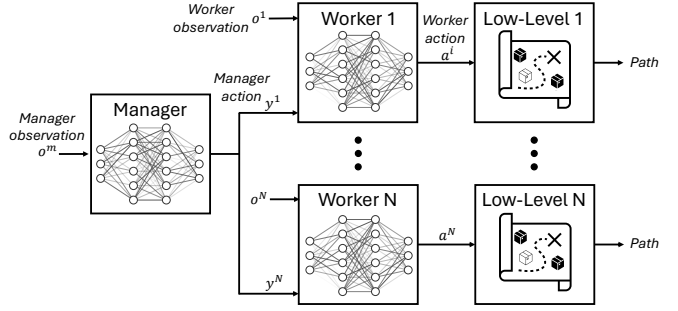 Worker
observation o¹
Worker 1
Worker
action
aⁱ
Low-Level 1
Path
Manager
action
y¹
Manager
Manager
observation
oᵐ
oᴺ
Worker N
aᴺ
Low-Level N
Path
yᴺ